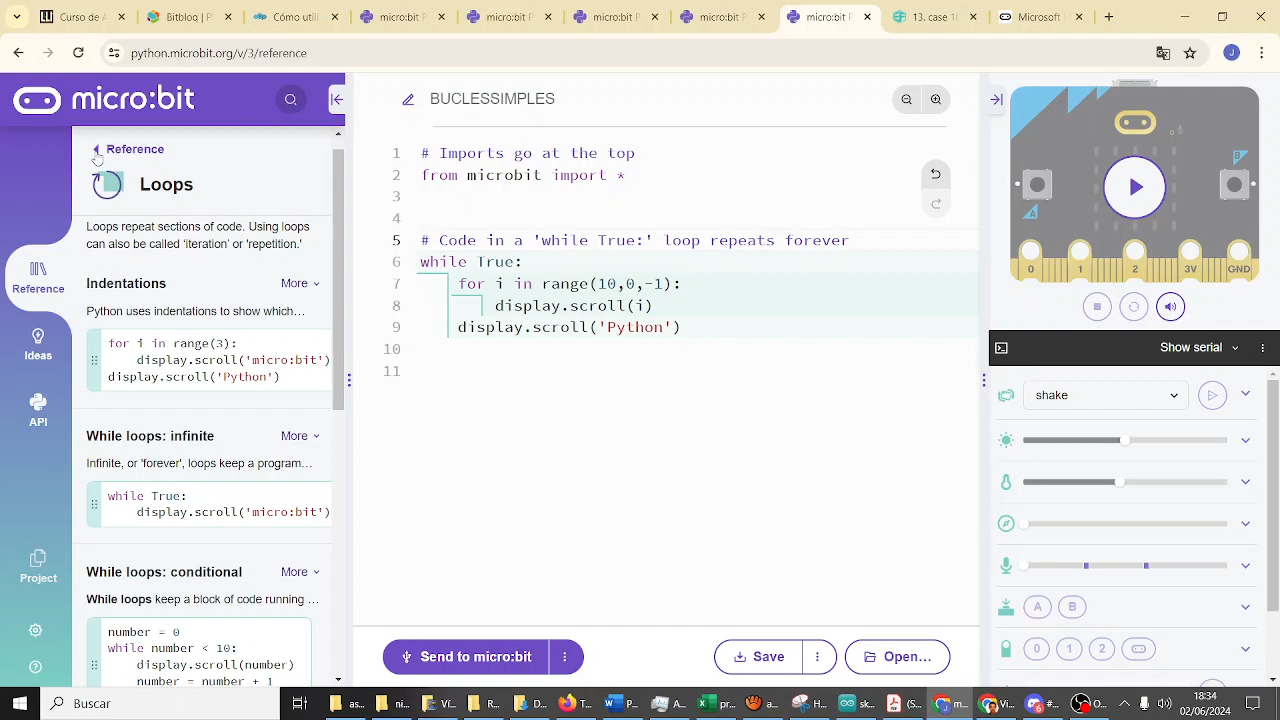 Curso d
Bitbloq P
Cómo util
micro:bit P
micro:bit P
micro:bit P
micro:bit P
micro:bit P
13. case 10
Microsoft
python.microbit.org/v/3/reference
J
micro:bit
BUCLESSIMPLES
Reference
Loops
Loops repeat sections of code. Using loops
can also be called 'iteration' or 'repetition.'
Indentations
More
Python uses indentations to show which…
for i in range(3):
display.scroll('micro:bit')
display.scroll('Python')
While loops: infinite
More
Infinite, or 'forever', loops keep a program…
while True:
display.scroll('micro:bit')
While loops: conditional
More
While loops keep a block of code running…
number = 0
while number < 10:
display.scroll(number)
number = number + 1
Reference
Ideas
API
Project
1 # Imports go at the top
2 from microbit import *
3
4
5 # Code in a 'while True:' loop repeats forever
6 while True:
7 for i in range(10,0,-1):
8 display.scroll(i)
9 display.scroll('Python')
10
11
Send to micro:bit
Save
Open...
A
B
0 1 2 3V GND
Show serial
shake
A B
0 1 2
Buscar
as
m
Vi
R
D
F
P
P
pr
a
H
sk
(S
m
Vi
D
O
18:34
02/06/2024